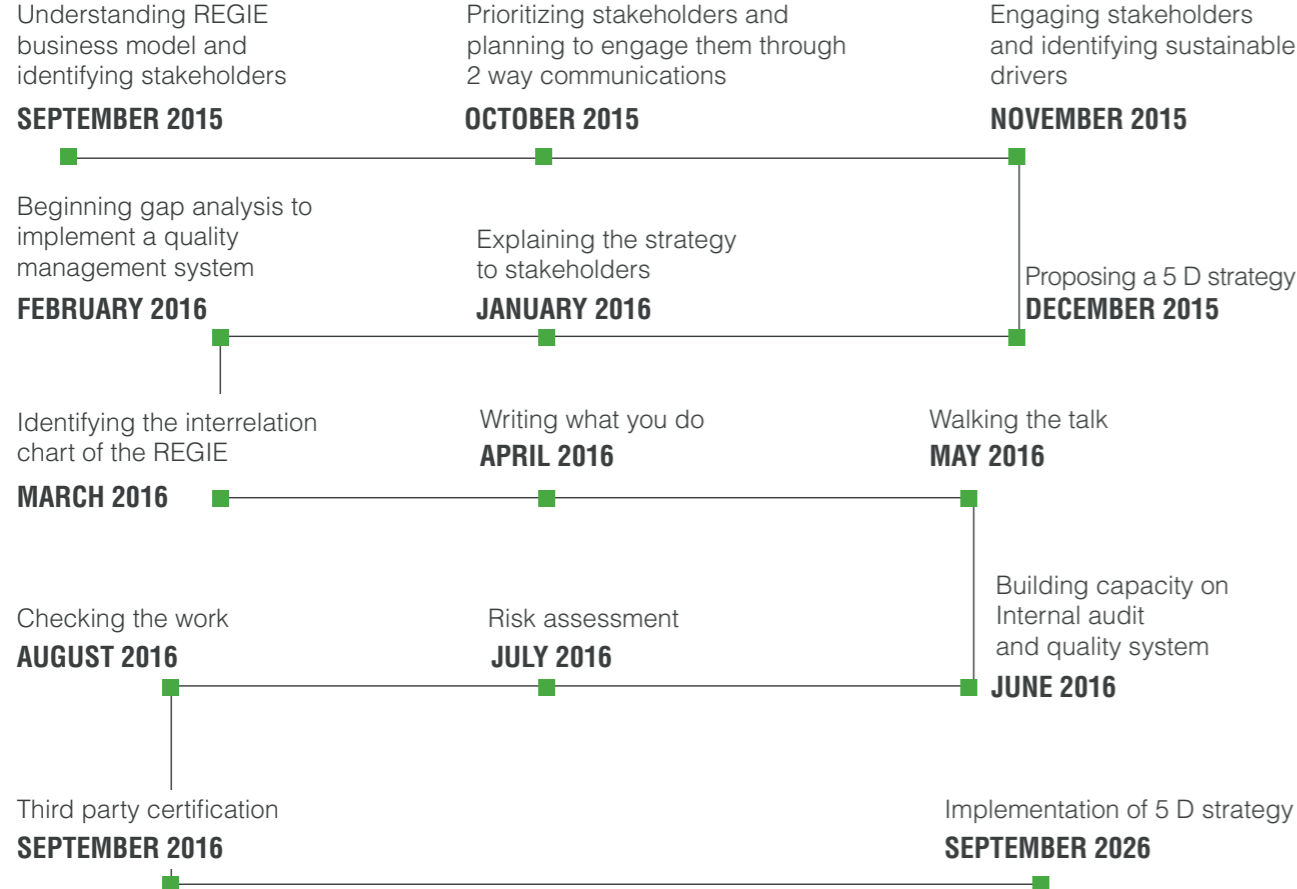 Understanding REGIE
business model and
identifying stakeholders
SEPTEMBER 2015
Prioritizing stakeholders and
planning to engage them through
2 way communications
OCTOBER 2015
Engaging stakeholders
and identifying sustainable
drivers
NOVEMBER 2015
Beginning gap analysis to
implement a quality
management system
FEBRUARY 2016
Explaining the strategy
to stakeholders
JANUARY 2016
Proposing a 5 D strategy
DECEMBER 2015
Identifying the interrelation
chart of the REGIE
MARCH 2016
Writing what you do
APRIL 2016
Walking the talk
MAY 2016
Checking the work
AUGUST 2016
Risk assessment
JULY 2016
Building capacity on
Internal audit
and quality system
JUNE 2016
Third party certification
SEPTEMBER 2016
Implementation of 5 D strategy
SEPTEMBER 2026